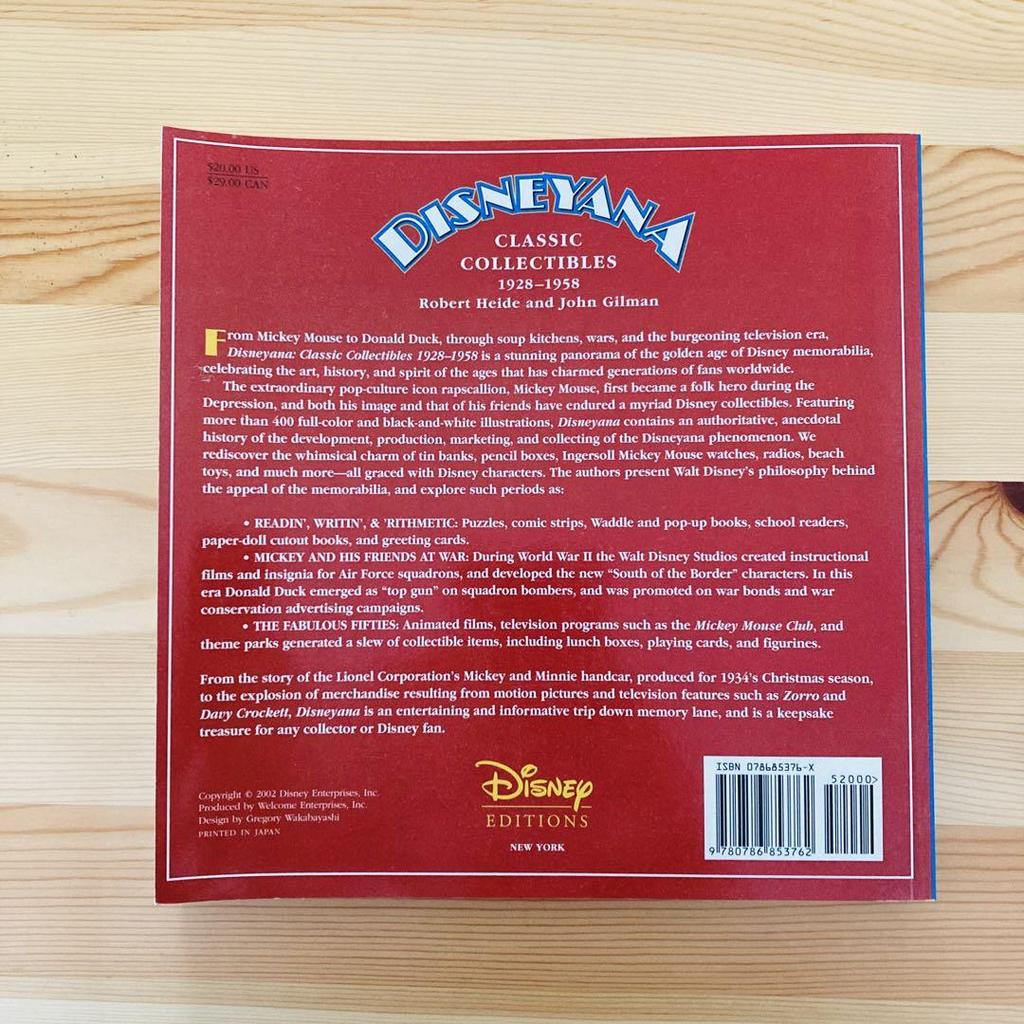 $20.00 US
$29.00 CAN
DISNEYANA
CLASSIC
COLLECTIBLES
1928–1958
Robert Heide and John Gilman
From Mickey Mouse to Donald Duck, through soup kitchens, wars, and the burgeoning television era,
Disneyana: Classic Collectibles 1928–1958 is a stunning panorama of the golden age of Disney memorabilia,
celebrating the art, history, and spirit of the ages that has charmed generations of fans worldwide.
The extraordinary pop-culture icon rapscallion, Mickey Mouse, first became a folk hero during the
Depression, and both his image and that of his friends have endured a myriad Disney collectibles. Featuring
more than 400 full-color and black-and-white illustrations, Disneyana contains an authoritative, anecdotal
history of the development, production, marketing, and collecting of the Disneyana phenomenon. We
rediscover the whimsical charm of tin banks, pencil boxes, Ingersoll Mickey Mouse watches, radios, beach
toys, and much more—all graced with Disney characters. The authors present Walt Disney's philosophy behind
the appeal of the memorabilia, and explore such periods as:
• READIN', WRITIN', & 'RITHMETIC: Puzzles, comic strips, Waddle and pop-up books, school readers,
paper-doll cutout books, and greeting cards.
• MICKEY AND HIS FRIENDS AT WAR: During World War II the Walt Disney Studios created instructional
films and insignia for Air Force squadrons, and developed the new "South of the Border" characters. In this
era Donald Duck emerged as "top gun" on squadron bombers, and was promoted on war bonds and war
conservation advertising campaigns.
• THE FABULOUS FIFTIES: Animated films, television programs such as the Mickey Mouse Club, and
theme parks generated a slew of collectible items, including lunch boxes, playing cards, and figurines.
From the story of the Lionel Corporation's Mickey and Minnie handcar, produced for 1934's Christmas season,
to the explosion of merchandise resulting from motion pictures and television features such as Zorro and
Davy Crockett, Disneyana is an entertaining and informative trip down memory lane, and is a keepsake
treasure for any collector or Disney fan.
Copyright © 2002 Disney Enterprises, Inc.
Produced by Welcome Enterprises, Inc.
Design by Gregory Wakabayashi
PRINTED IN JAPAN
Disney
EDITIONS
NEW YORK
ISBN 078685376-X
52000>
9 780786 853762